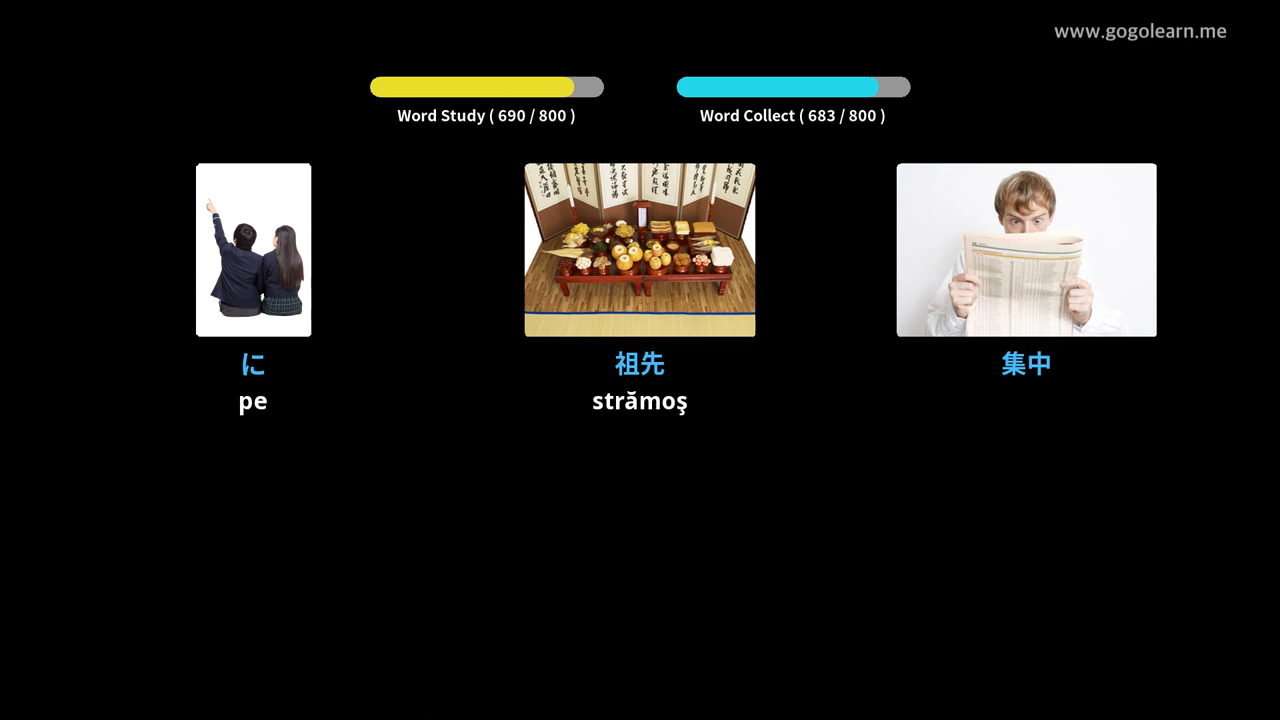 www.gogolearn.me
Word Study ( 690 / 800 )
Word Collect ( 683 / 800 )
に
pe
祖先
strămoş
集中